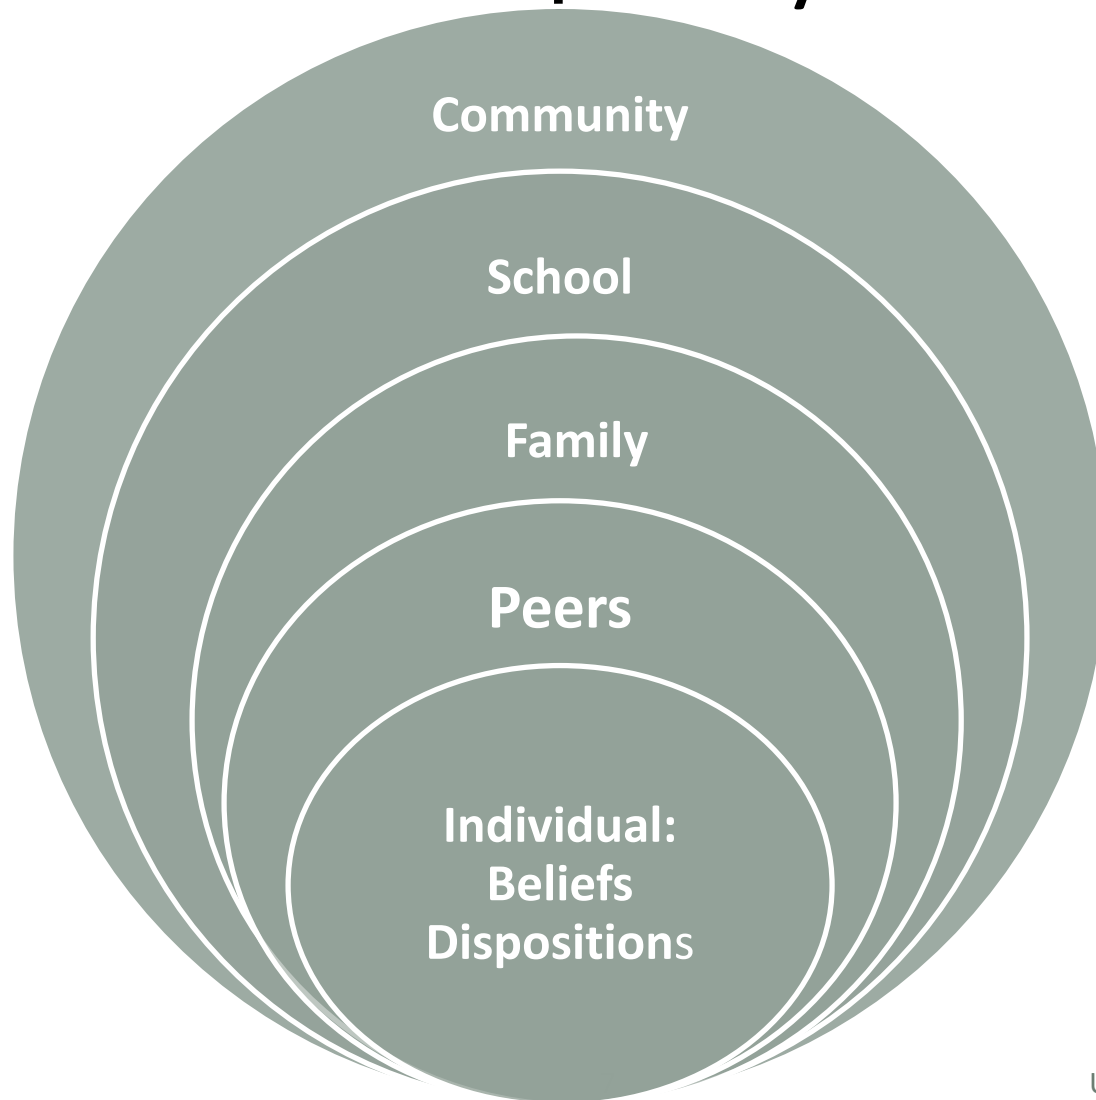 Community
School
Family
Peers
Individual:
Beliefs
Dispositions